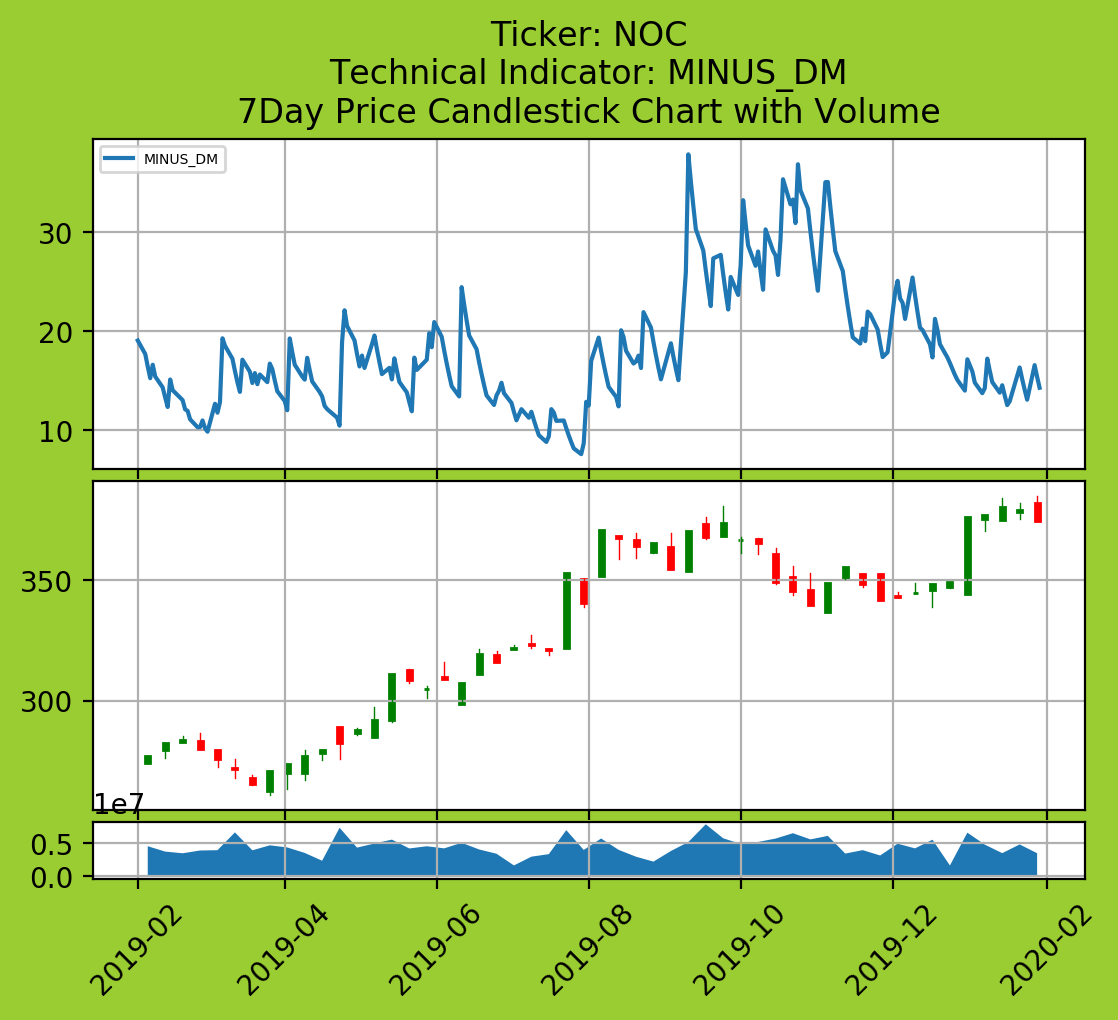 Ticker: NOC
Technical Indicator: MINUS_DM
7Day Price Candlestick Chart with Volume
MINUS_DM
30
20
10
350
300
1e7
0.5
0.0
2019-02
2019-04
2019-06
2019-08
2019-10
2019-12
2020-02